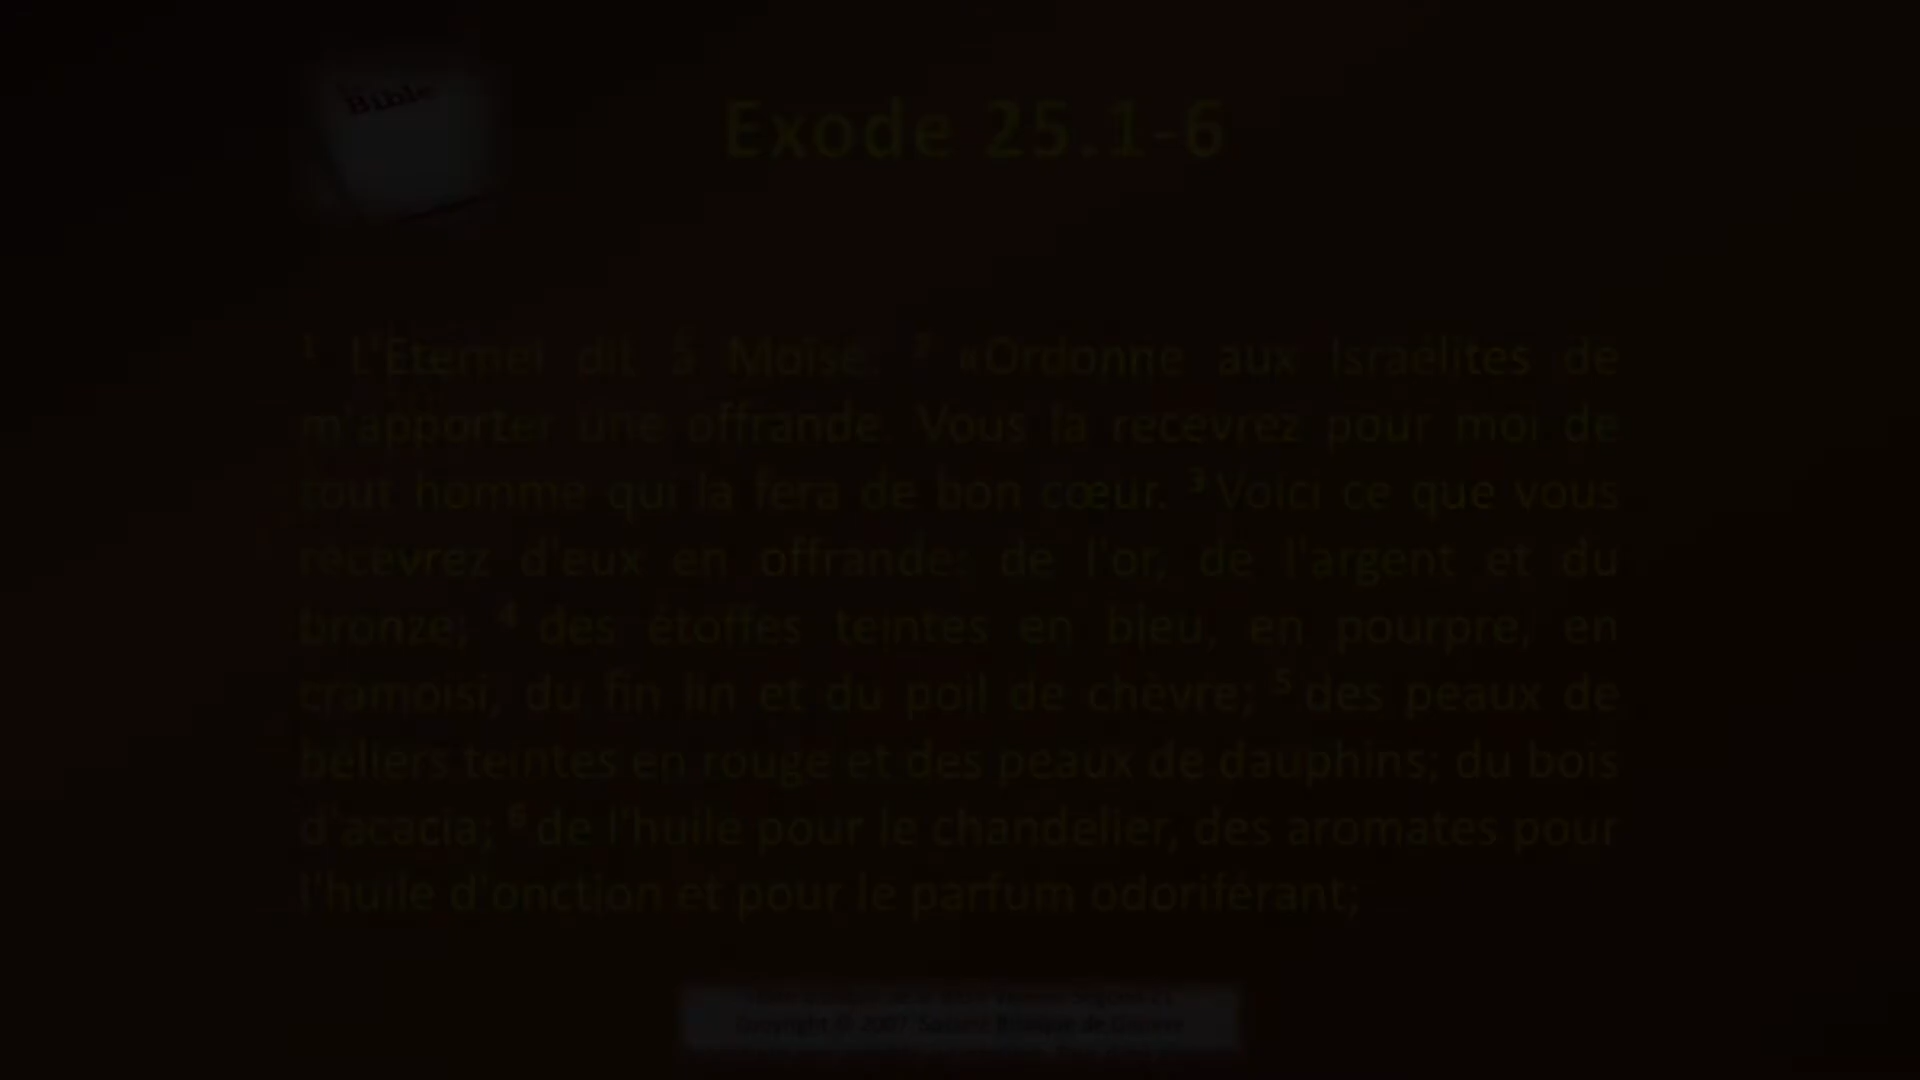 Bible
Exode 25.1-6
1 L'Eternel dit à Moïse: 2 «Ordonne aux Israélites de
m'apporter une offrande. Vous la recevrez pour moi de
tout homme qui la fera de bon cœur. 3 Voici ce que vous
recevrez d'eux en offrande: de l'or, de l'argent et du
bronze; 4 des étoffes teintes en bleu, en pourpre, en
cramoisi, du fin lin et du poil de chèvre; 5 des peaux de
béliers teintes en rouge et des peaux de dauphins; du bois
d'acacia; 6 de l'huile pour le chandelier, des aromates pour
l'huile d'onction et pour le parfum odoriférant;
Copyright © 2007 Société Biblique de Genève